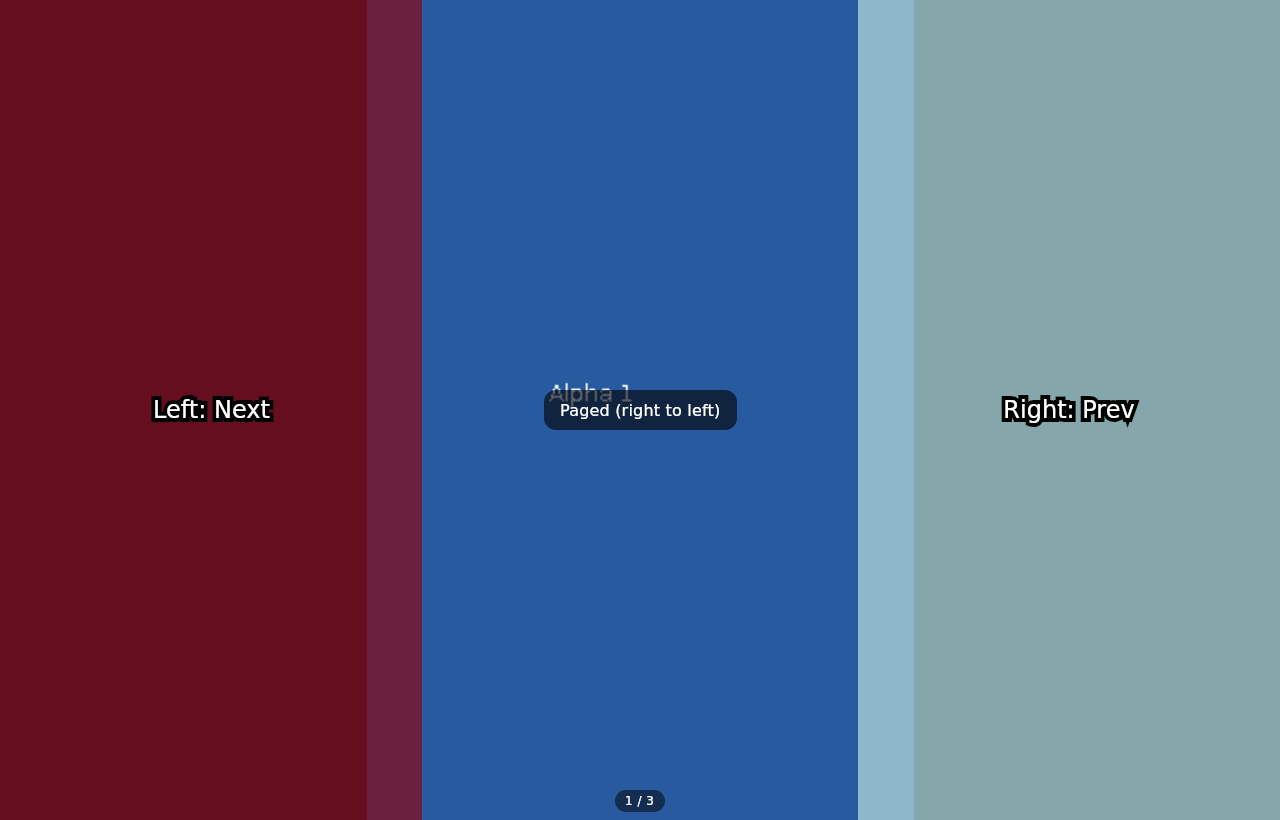 Alpha 1
Left: Next
Paged (right to left)
Right: Prev
1 / 3